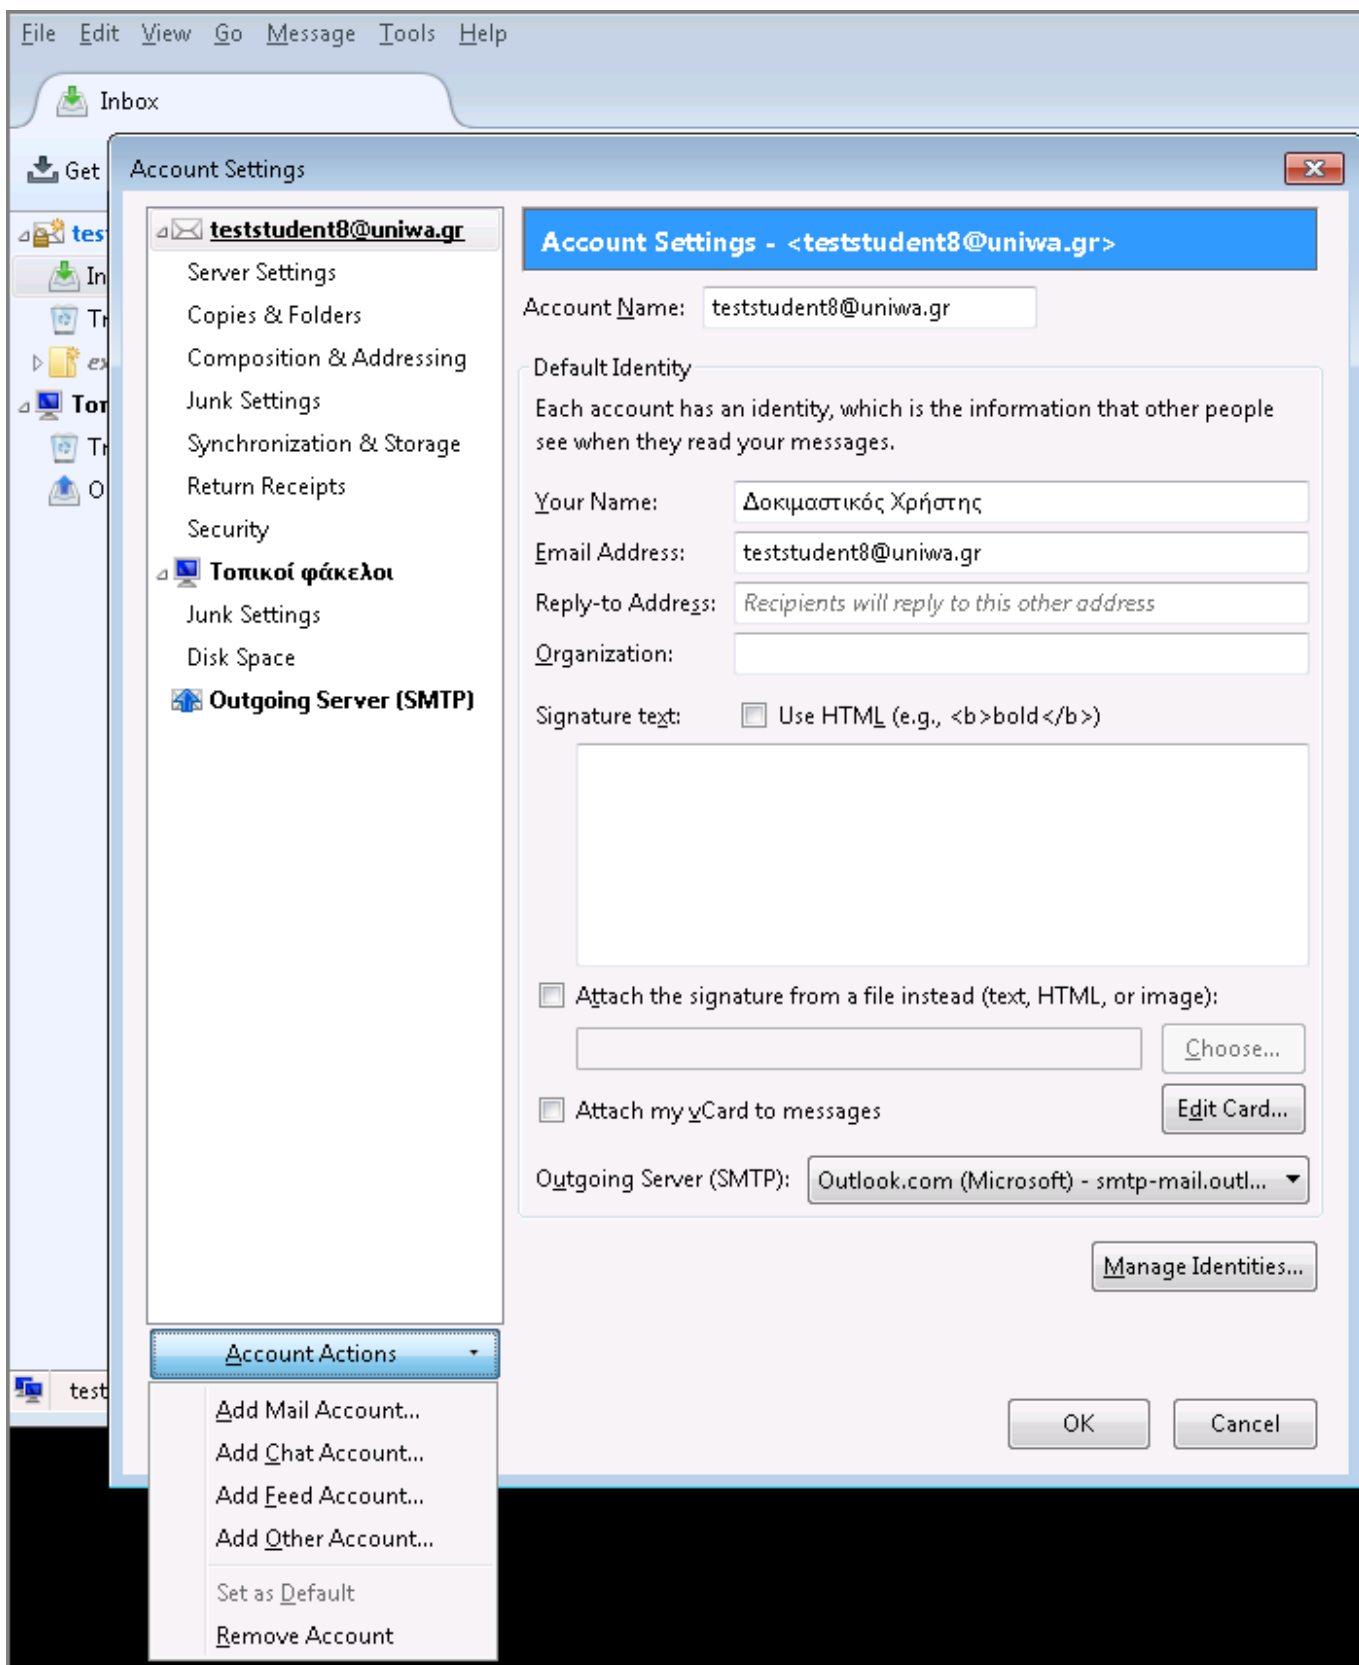 File Edit View Go Message Tools Help
Inbox
Get
Account Settings
tes
In
Tr
ex
Τοπ
Tr
O
test
teststudent8@uniwa.gr
Server Settings
Copies & Folders
Composition & Addressing
Junk Settings
Synchronization & Storage
Return Receipts
Security
Τοπικοί φάκελοι
Junk Settings
Disk Space
Outgoing Server (SMTP)
Account Settings - <teststudent8@uniwa.gr>
Account Name: teststudent8@uniwa.gr
Default Identity
Each account has an identity, which is the information that other people
see when they read your messages.
Your Name: Δοκιμαστικός Χρήστης
Email Address: teststudent8@uniwa.gr
Reply-to Address: Recipients will reply to this other address
Organization:
Signature text: Use HTML (e.g., <b>bold</b>)
Attach the signature from a file instead (text, HTML, or image):
Choose...
Attach my vCard to messages
Edit Card...
Outgoing Server (SMTP): Outlook.com (Microsoft) - smtp-mail.outl...
Manage Identities...
OK Cancel
Account Actions
Add Mail Account...
Add Chat Account...
Add Feed Account...
Add Other Account...
Set as Default
Remove Account